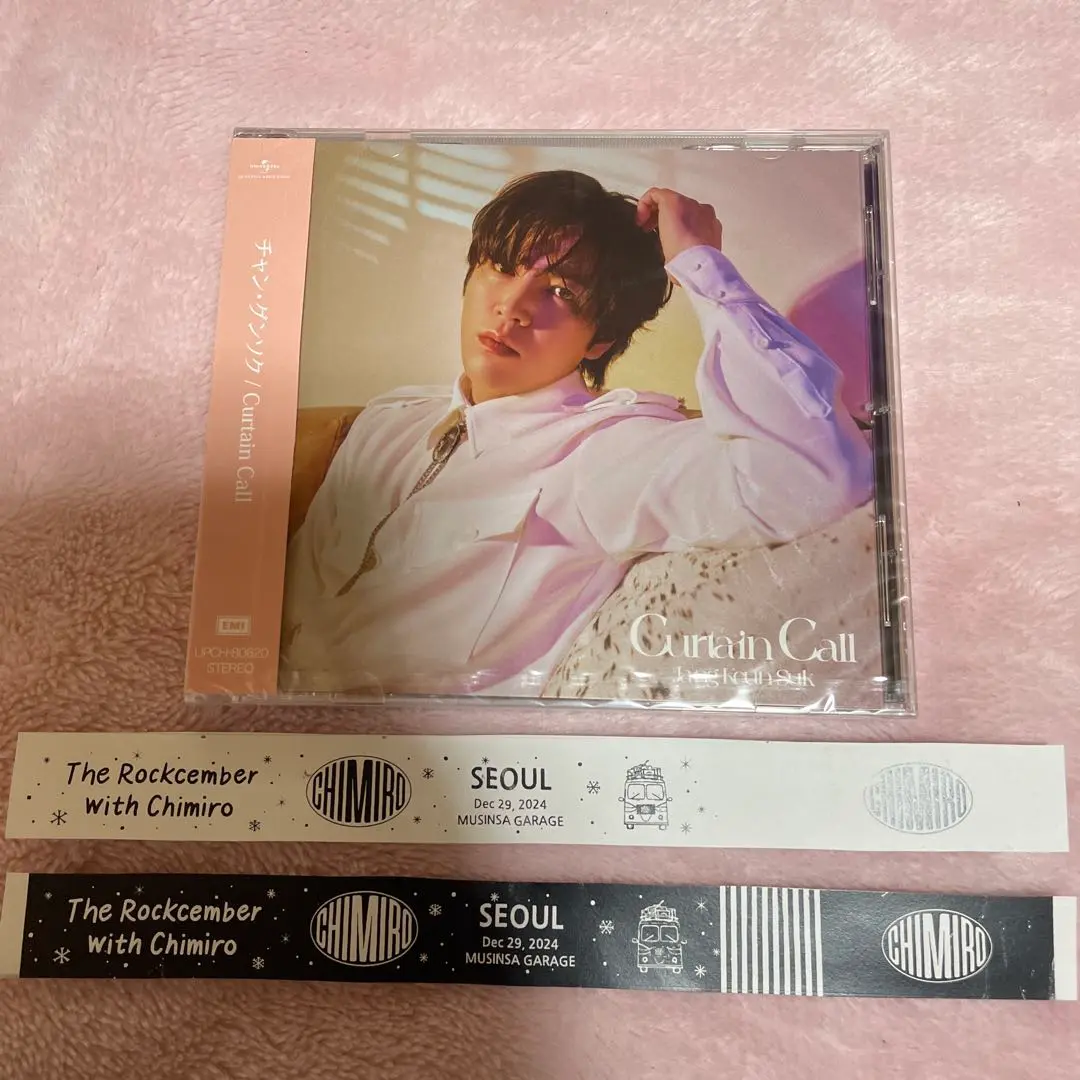 UNIVERSAL
チャン・グンソク / Curtain Call
EMI
UPCH-80620
STEREO
Curtain Call
Jang Keun Suk
The Rockcember
with Chimiro
CHIMIRO
SEOUL
Dec 29, 2024
MUSINSA GARAGE
CHIMIRO
The Rockcember
with Chimiro
CHIMIRO
SEOUL
Dec 29, 2024
MUSINSA GARAGE
CHIMIRO